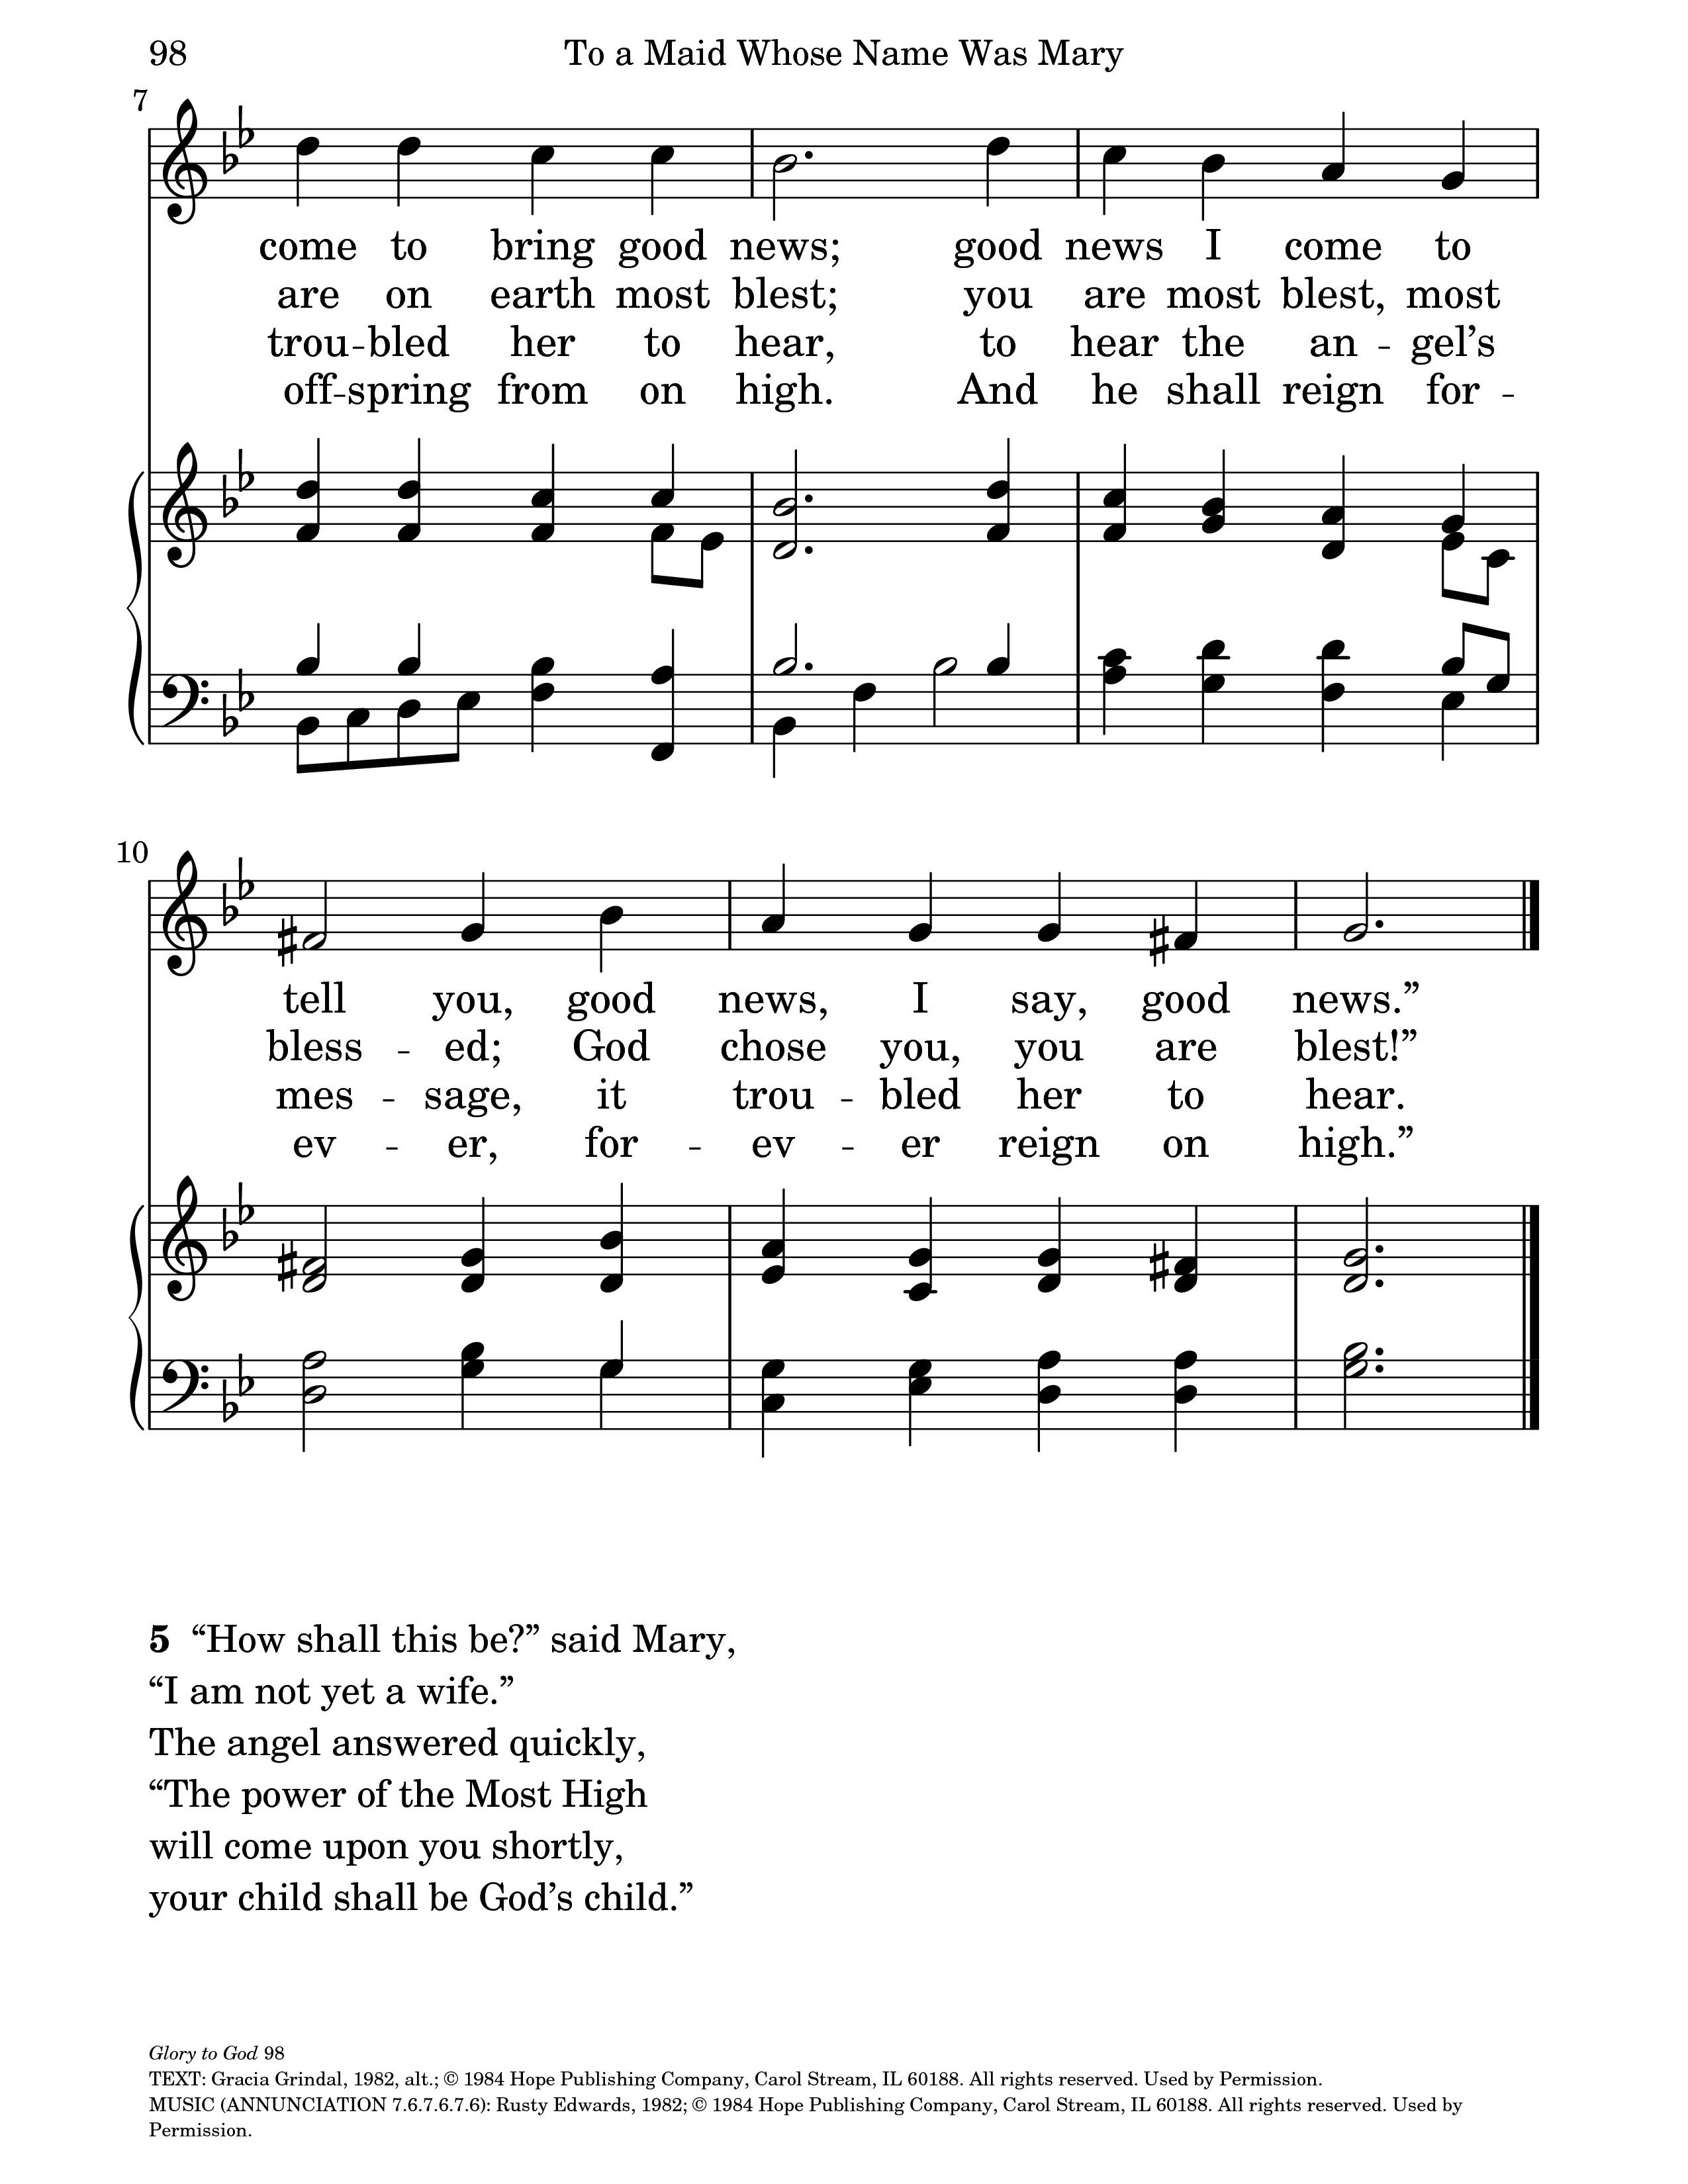 98 To a Maid Whose Name Was Mary
7
come to bring good news; good news I come to
are on earth most blest; you are most blest, most
trou -- bled her to hear, to hear the an -- gel’s
off -- spring from on high. And he shall reign for --
10
tell you, good news, I say, good news.”
bless -- ed; God chose you, you are blest!”
mes -- sage, it trou -- bled her to hear.
ev -- er, for -- ev -- er reign on high.”
5 “How shall this be?” said Mary,
“I am not yet a wife.”
The angel answered quickly,
“The power of the Most High
will come upon you shortly,
your child shall be God’s child.”
Glory to God 98
TEXT: Gracia Grindal, 1982, alt.; © 1984 Hope Publishing Company, Carol Stream, IL 60188. All rights reserved. Used by Permission.
MUSIC (ANNUNCIATION 7.6.7.6.7.6): Rusty Edwards, 1982; © 1984 Hope Publishing Company, Carol Stream, IL 60188. All rights reserved. Used by
Permission.